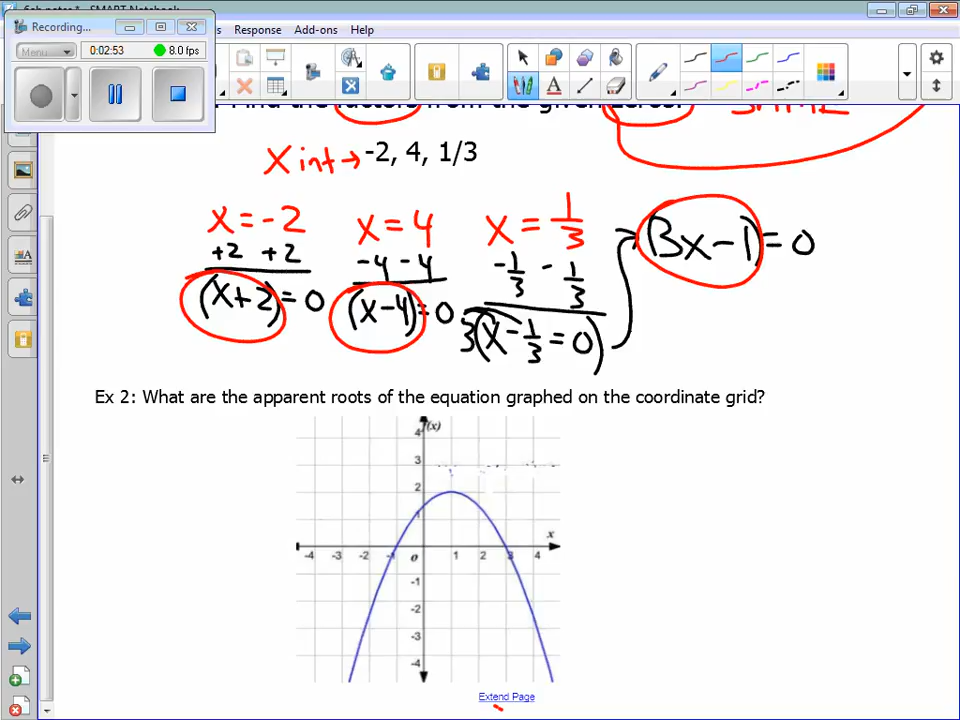 Recording...
Menu
0:02:53
8.0 fps
Response
Add-ons
Help
X int → -2, 4, 1/3
x = -2
x = 4
x = 1/3
+2 +2
-4 -4
-1/3 - 1/3
(x+2) = 0
(x-4) = 0
3(x - 1/3 = 0)
(3x-1) = 0
Ex 2: What are the apparent roots of the equation graphed on the coordinate grid?
f(x)
4
3
2
1
x
-4 -3 -2 -1 o 1 2 3 4
-1
-2
-3
-4
Extend Page